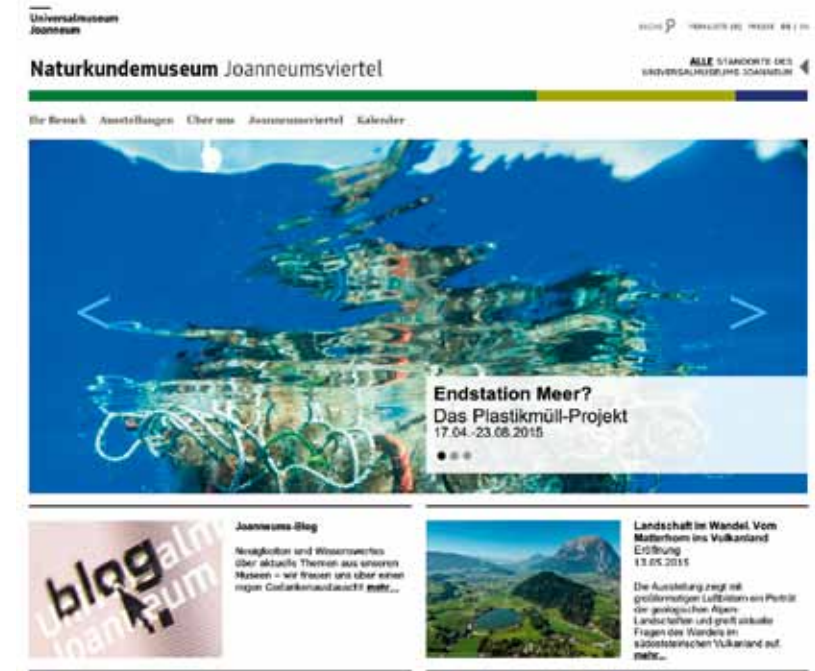 Universalmuseum
Joanneum
SUCHE
Naturkundemuseum Joanneumsviertel
ALLE STANDORTE DES
UNIVERSALMUSEUMS JOANNEUM
Ihr Besuch Ausstellungen Über uns Joanneumsviertel Kalender
Endstation Meer?
Das Plastikmüll-Projekt
17.04.-23.08.2015
blog
Joanneums-Blog
Neuigkeiten und Wissenswertes
über aktuelle Themen aus unseren
Museen – wir freuen uns über einen
regen Gedankenaustausch! mehr...
Landschaft im Wandel. Vom
Matterhorn ins Vulkanland
Eröffnung
13.05.2015
Die Ausstellung zeigt mit
großformatigen Luftbildern ein Porträt
der geologischen Alpen-
Landschaften und greift aktuelle
Fragen des Wandels im
südoststeirischen Vulkanland auf.
mehr...